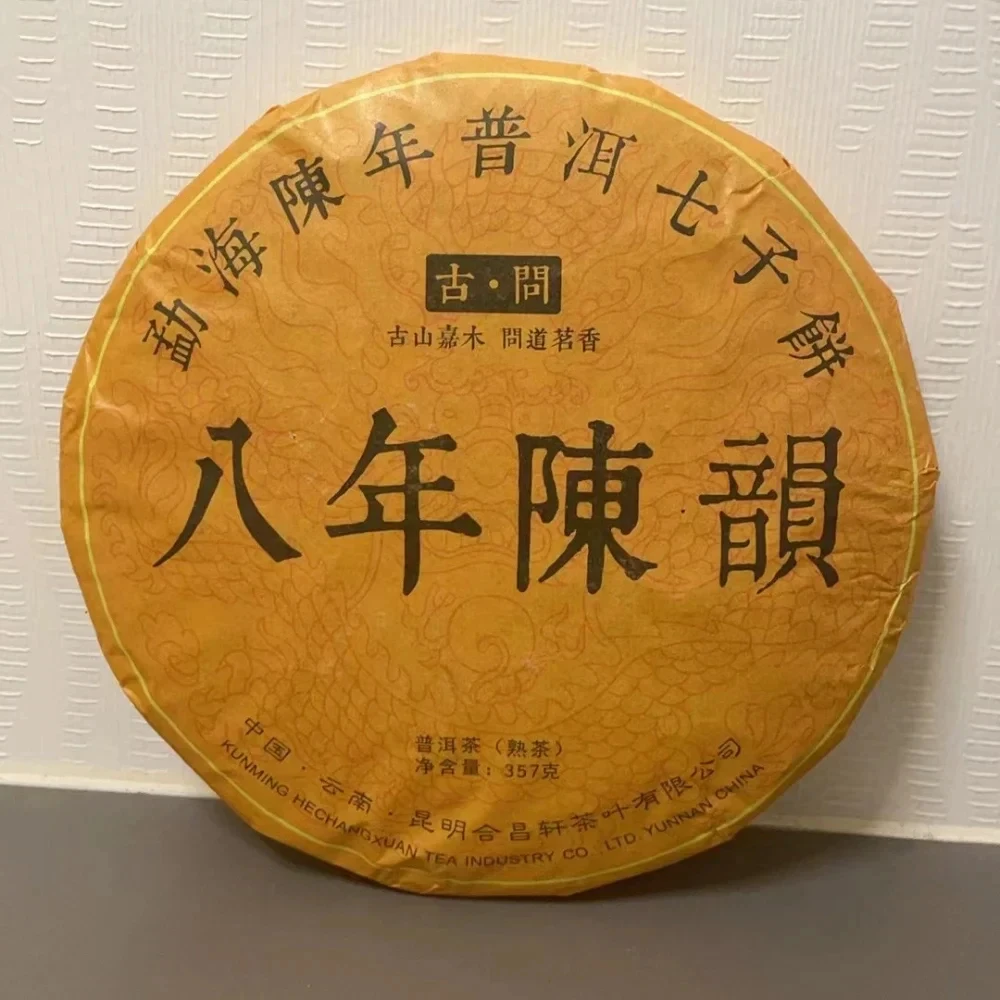 勐海陳年普洱七子餅
古·問
古山嘉木 問道茗香
八年陳韻
普洱茶（熟茶）
净含量：357克
中国·云南·昆明合昌轩茶叶有限公司
KUNMING HECHANGXUAN TEA INDUSTRY CO., LTD. YUNNAN CHINA